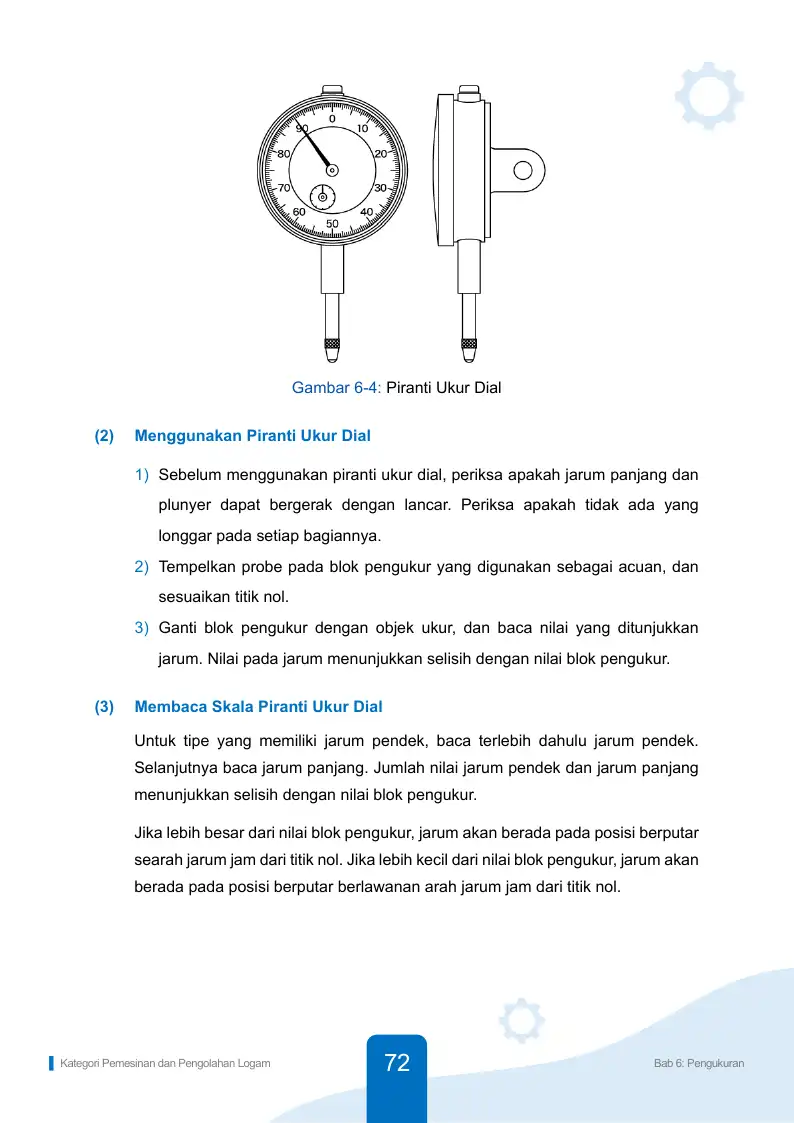 0
10
20
30
40
50
60
70
80
90
Gambar 6-4: Piranti Ukur Dial
(2) Menggunakan Piranti Ukur Dial
1) Sebelum menggunakan piranti ukur dial, periksa apakah jarum panjang dan
plunyer dapat bergerak dengan lancar. Periksa apakah tidak ada yang
longgar pada setiap bagiannya.
2) Tempelkan probe pada blok pengukur yang digunakan sebagai acuan, dan
sesuaikan titik nol.
3) Ganti blok pengukur dengan objek ukur, dan baca nilai yang ditunjukkan
jarum. Nilai pada jarum menunjukkan selisih dengan nilai blok pengukur.
(3) Membaca Skala Piranti Ukur Dial
Untuk tipe yang memiliki jarum pendek, baca terlebih dahulu jarum pendek.
Selanjutnya baca jarum panjang. Jumlah nilai jarum pendek dan jarum panjang
menunjukkan selisih dengan nilai blok pengukur.
Jika lebih besar dari nilai blok pengukur, jarum akan berada pada posisi berputar
searah jarum jam dari titik nol. Jika lebih kecil dari nilai blok pengukur, jarum akan
berada pada posisi berputar berlawanan arah jarum jam dari titik nol.
Kategori Pemesinan dan Pengolahan Logam
72
Bab 6: Pengukuran